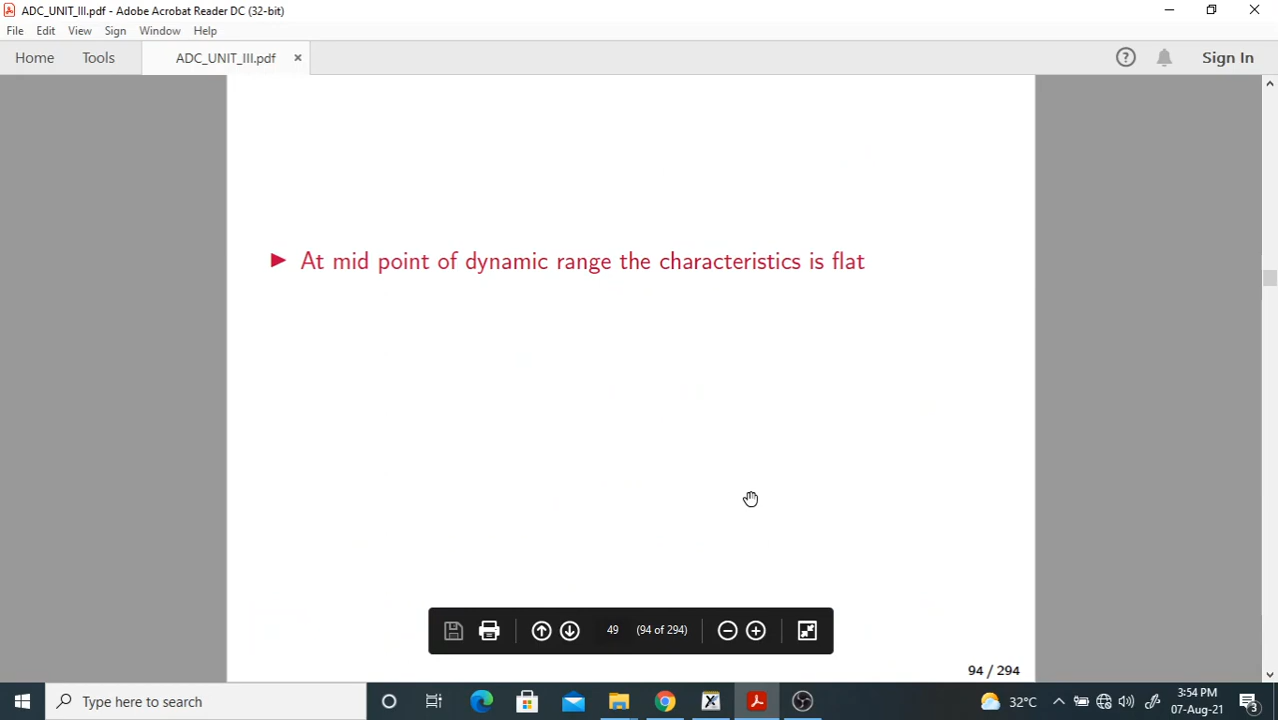 ADC_UNIT_III.pdf - Adobe Acrobat Reader DC (32-bit)
File Edit View Sign Window Help
Home Tools ADC_UNIT_III.pdf × Sign In
► At mid point of dynamic range the characteristics is flat
49 (94 of 294)
94 / 294
Type here to search
32°C
3:54 PM
07-Aug-21
3